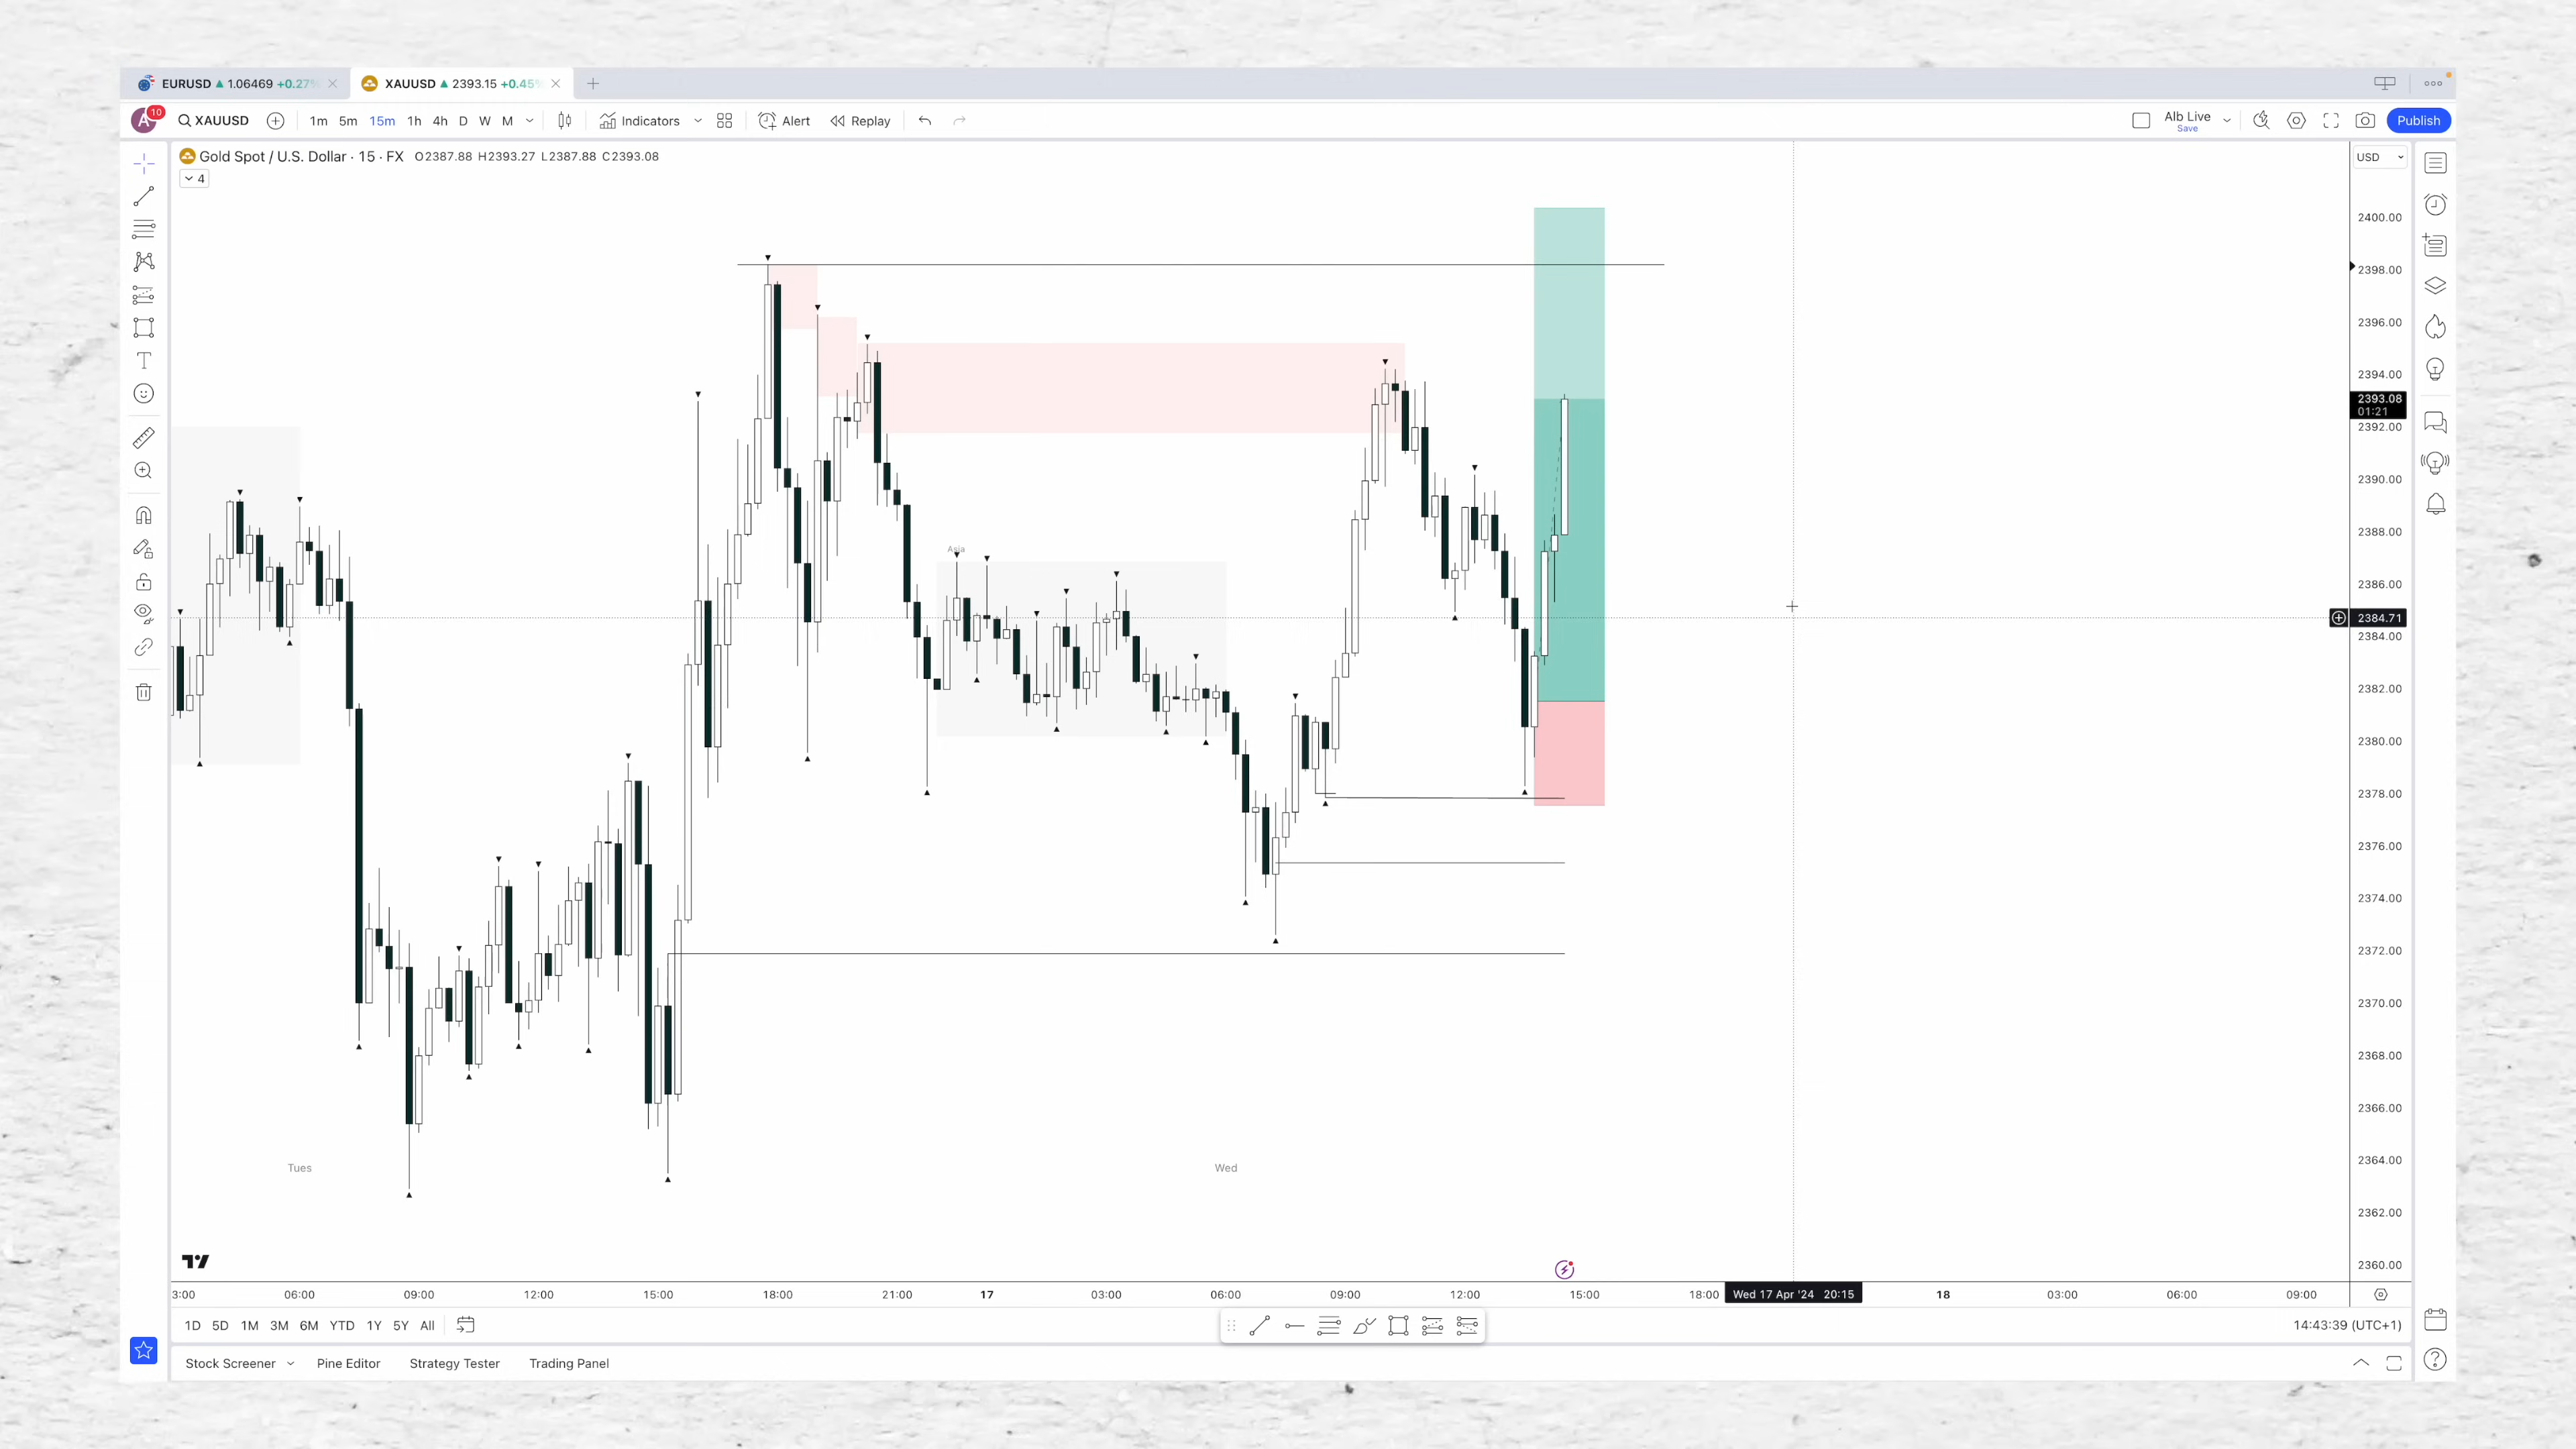 EURUSD 1.06469 +0.27%
XAUUSD 2393.15 +0.45%
A 10 XAUUSD 1m 5m 15m 1h 4h D W M Indicators Alert Replay Alb Live Save Publish
Gold Spot / U.S. Dollar · 15 · FX O2387.88 H2393.27 L2387.88 C2393.08
4
USD
2400.00
2398.00
2396.00
2394.00
2393.08
01:21
2392.00
2390.00
2388.00
2386.00
2384.71
2384.00
2382.00
2380.00
2378.00
2376.00
2374.00
2372.00
2370.00
2368.00
2366.00
2364.00
2362.00
2360.00
Asia
Tues
Wed
3:00 06:00 09:00 12:00 15:00 18:00 21:00 17 03:00 06:00 09:00 12:00 15:00 18:00 Wed 17 Apr '24 20:15 18 03:00 06:00 09:00
1D 5D 1M 3M 6M YTD 1Y 5Y All 14:43:39 (UTC+1)
Stock Screener Pine Editor Strategy Tester Trading Panel